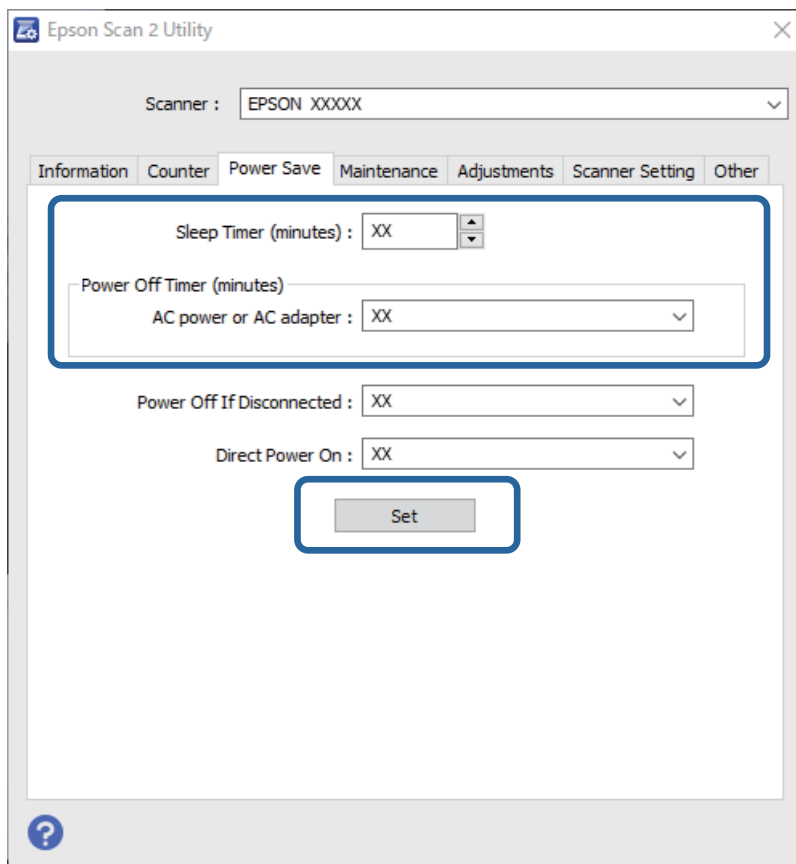 Epson Scan 2 Utility
Scanner : EPSON XXXXX
Information Counter Power Save Maintenance Adjustments Scanner Setting Other
Sleep Timer (minutes) : XX
Power Off Timer (minutes)
AC power or AC adapter : XX
Power Off If Disconnected : XX
Direct Power On : XX
Set
?